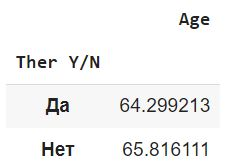 Age
Ther Y/N
Да 64.299213
Нет 65.816111